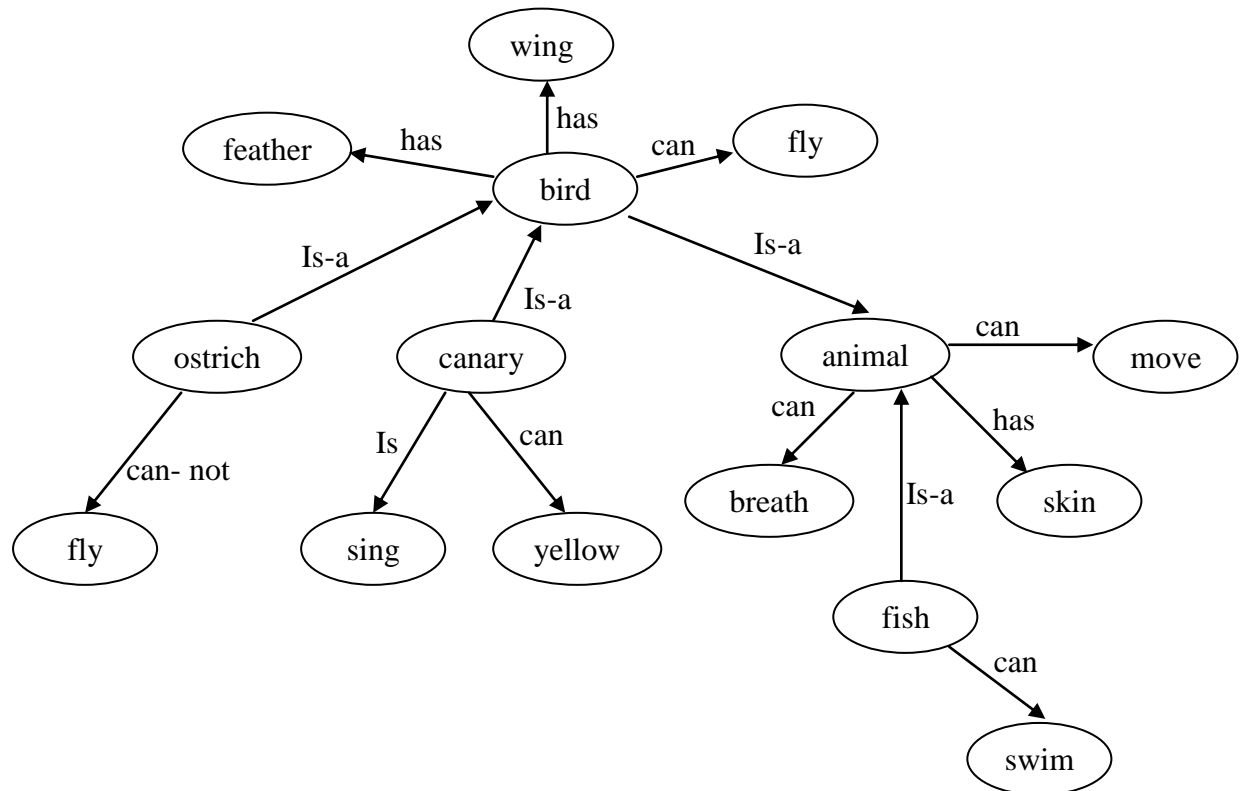 wing
has
feather
has
can
fly
bird
Is-a
Is-a
Is-a
ostrich
canary
animal
can
move
can- not
Is
can
can
has
Is-a
fly
sing
yellow
breath
skin
fish
can
swim